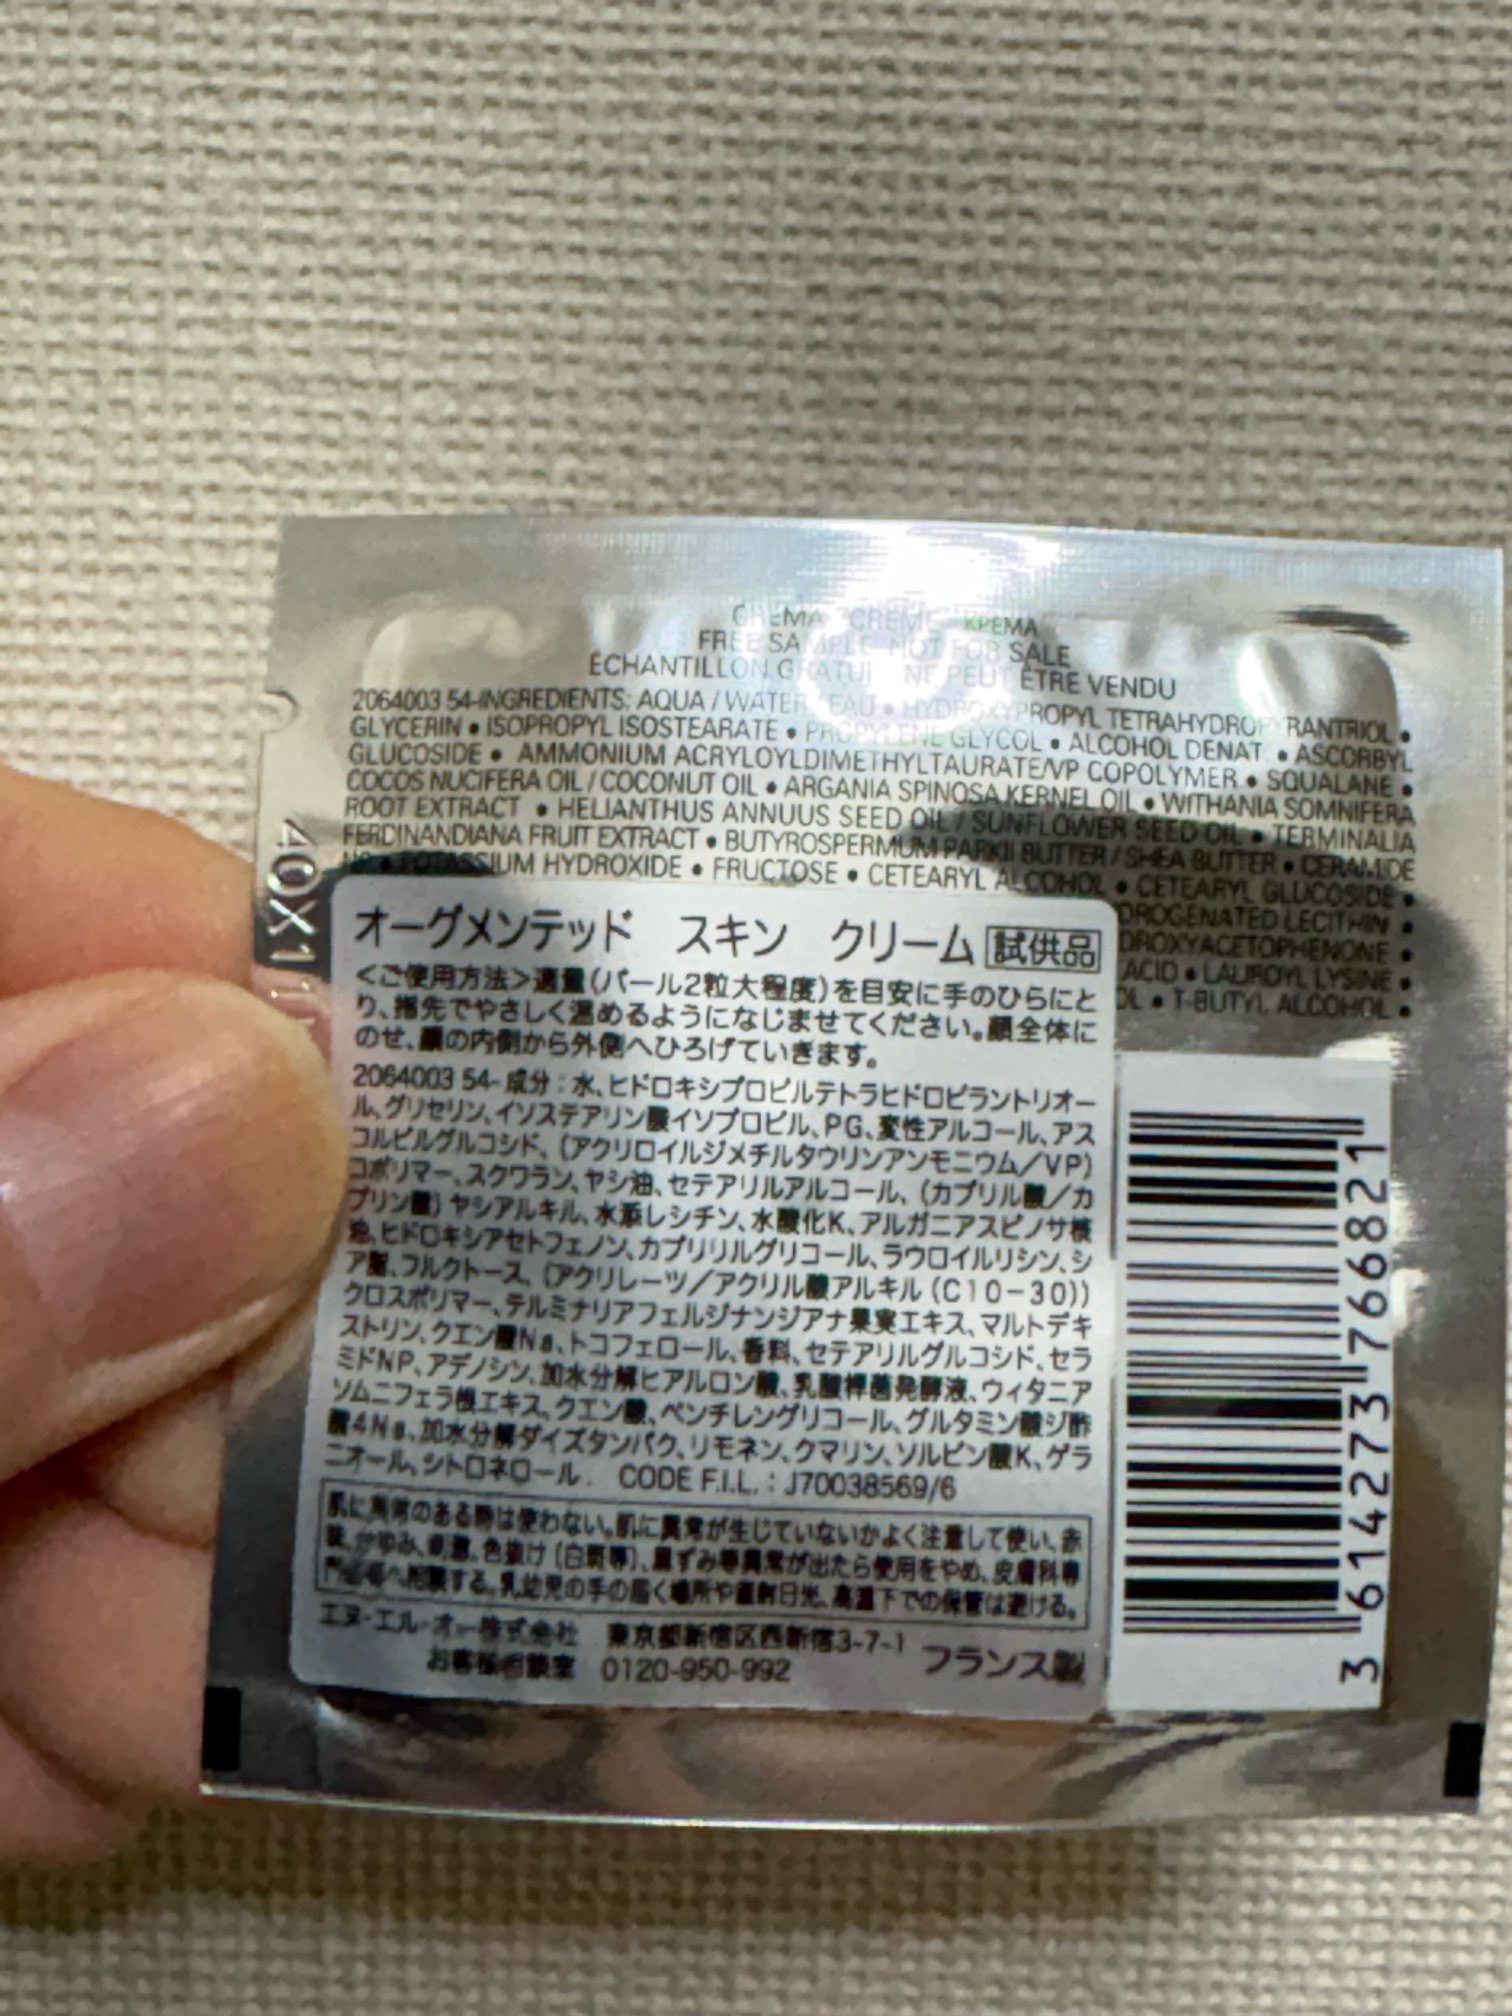 CREMA CRÈME КРЕМА
FREE SAMPLE NOT FOR SALE
ÉCHANTILLON GRATUIT NE PEUT ÊTRE VENDU
2064003 54-INGREDIENTS: AQUA / WATER / EAU • HYDROXYPROPYL TETRAHYDROPYRANTRIOL •
GLYCERIN • ISOPROPYL ISOSTEARATE • PROPYLENE GLYCOL • ALCOHOL DENAT. • ASCORBYL
GLUCOSIDE • AMMONIUM ACRYLOYLDIMETHYLTAURATE/VP COPOLYMER • SQUALANE •
COCOS NUCIFERA OIL / COCONUT OIL • ARGANIA SPINOSA KERNEL OIL • WITHANIA SOMNIFERA
ROOT EXTRACT • HELIANTHUS ANNUUS SEED OIL / SUNFLOWER SEED OIL • TERMINALIA
FERDINANDIANA FRUIT EXTRACT • BUTYROSPERMUM PARKII BUTTER / SHEA BUTTER • CERAMIDE
NP • POTASSIUM HYDROXIDE • FRUCTOSE • CETEARYL ALCOHOL • CETEARYL GLUCOSIDE •
DROGENATED LECITHIN •
DROXYACETOPHENONE •
ACID • LAUROYL LYSINE •
OL • T-BUTYL ALCOHOL •
40X1
オーグメンテッド スキン クリーム 試供品
<ご使用方法>適量(パール2粒大程度)を目安に手のひらにと
り、指先でやさしく温めるようになじませてください。顔全体に
のせ、顔の内側から外側へひろげていきます。
2064003 54- 成分：水、ヒドロキシプロピルテトラヒドロピラントリオー
ル、グリセリン、イソステアリン酸イソプロピル、PG、変性アルコール、アス
コルビルグルコシド、(アクリロイルジメチルタウリンアンモニウム／VP)
コポリマー、スクワラン、ヤシ油、セテアリルアルコール、(カプリル酸／カ
プリン酸)ヤシアルキル、水添レシチン、水酸化K、アルガニアスピノサ核
油、ヒドロキシアセトフェノン、カプリリルグリコール、ラウロイルリシン、シ
ア脂、フルクトース、(アクリレーツ／アクリル酸アルキル(C10-30))
クロスポリマー、テルミナリアフェルジナンジアナ果実エキス、マルトデキ
ストリン、クエン酸Na、トコフェロール、香料、セテアリルグルコシド、セラ
ミドNP、アデノシン、加水分解ヒアルロン酸、乳酸桿菌発酵液、ウィタニア
ソムニフェラ根エキス、クエン酸、ペンチレングリコール、グルタミン酸ジ酢
酸4Na、加水分解ダイズタンパク、リモネン、クマリン、ソルビン酸K、ゲラ
ニオール、シトロネロール. CODE F.I.L. : J70038569/6
肌に異常のある時は使わない。肌に異常が生じていないかよく注意して使い、赤
味、かゆみ、刺激、色抜け(白斑等)、黒ずみ等異常が出たら使用をやめ、皮膚科専
門医等へ相談する。乳幼児の手の届く場所や直射日光、高温下での保管は避ける。
エヌ・エル・オー株式会社 東京都新宿区西新宿3-7-1
お客様相談室 0120-950-992 フランス製
3 614273 766821